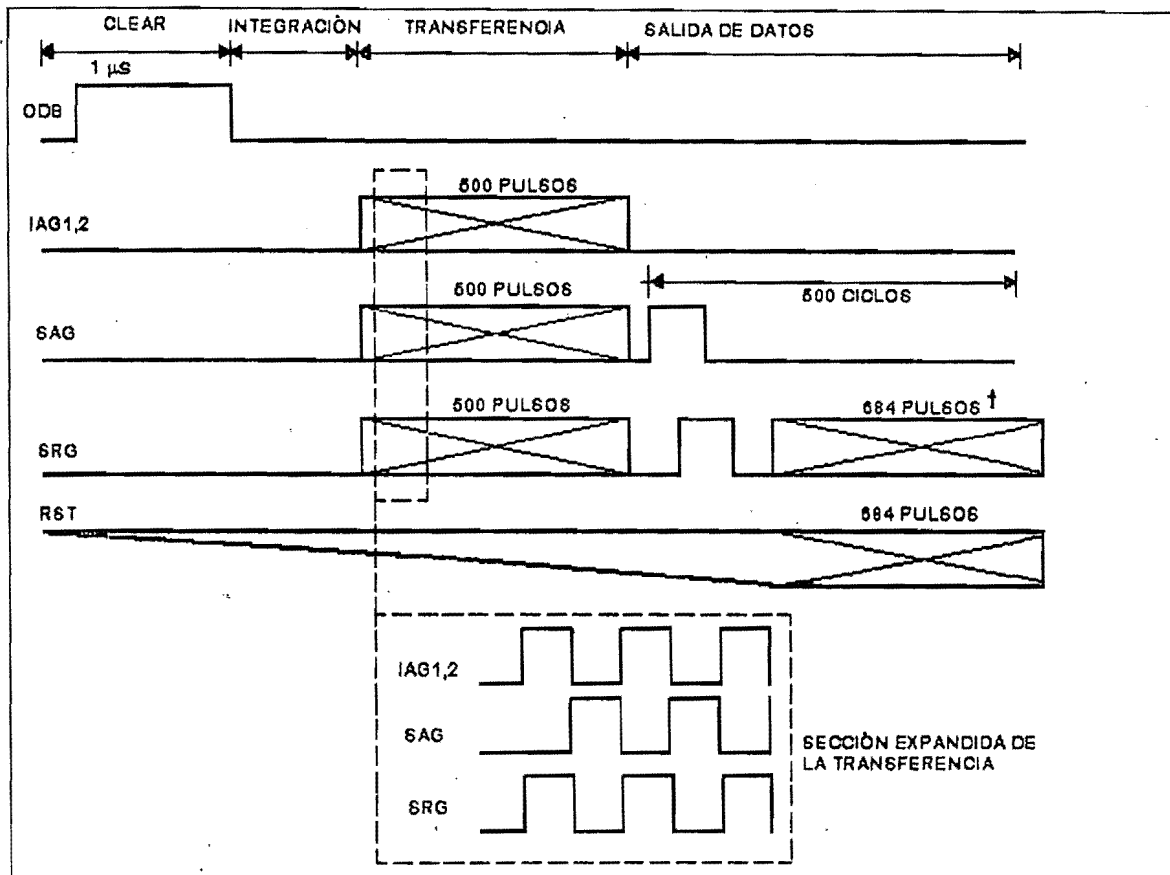 CLEAR INTEGRACIÒN TRANSFERENCIA SALIDA DE DATOS
1 µs
ODB
500 PULSOS
IAG1,2
500 PULSOS
500 CICLOS
SAG
500 PULSOS
684 PULSOS †
SRG
RST
684 PULSOS
IAG1,2
SAG
SECCIÒN EXPANDIDA DE
LA TRANSFERENCIA
SRG